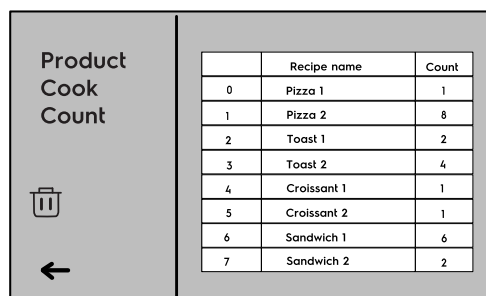 Product
Cook
Count
Recipe name Count
0 Pizza 1 1
1 Pizza 2 8
2 Toast 1 2
3 Toast 2 4
4 Croissant 1 1
5 Croissant 2 1
6 Sandwich 1 6
7 Sandwich 2 2